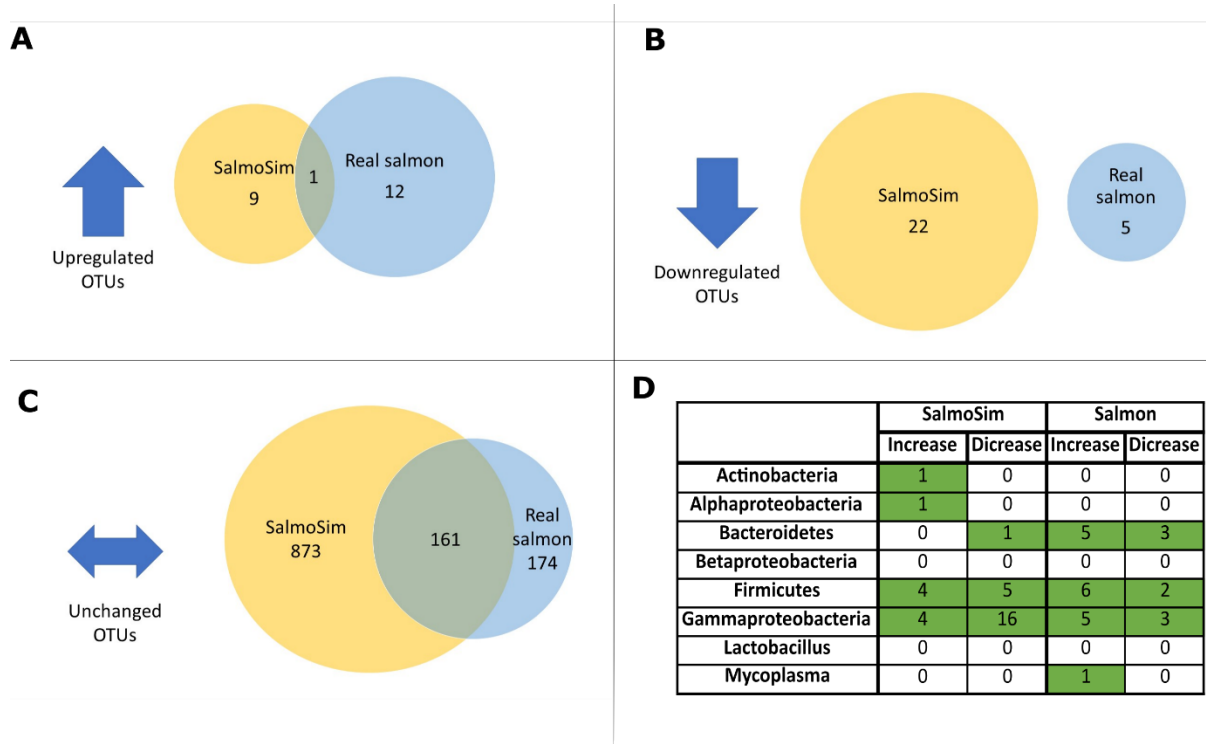 A
SalmoSim
9
1
Real salmon
12
Upregulated
OTUs
B
SalmoSim
22
Real
salmon
5
Downregulated
OTUs
C
SalmoSim
873
161
Real
salmon
174
Unchanged
OTUs
D
SalmoSim Salmon
Increase Dicrease Increase Dicrease
Actinobacteria 1 0 0 0
Alphaproteobacteria 1 0 0 0
Bacteroidetes 0 1 5 3
Betaproteobacteria 0 0 0 0
Firmicutes 4 5 6 2
Gammaproteobacteria 4 16 5 3
Lactobacillus 0 0 0 0
Mycoplasma 0 0 1 0